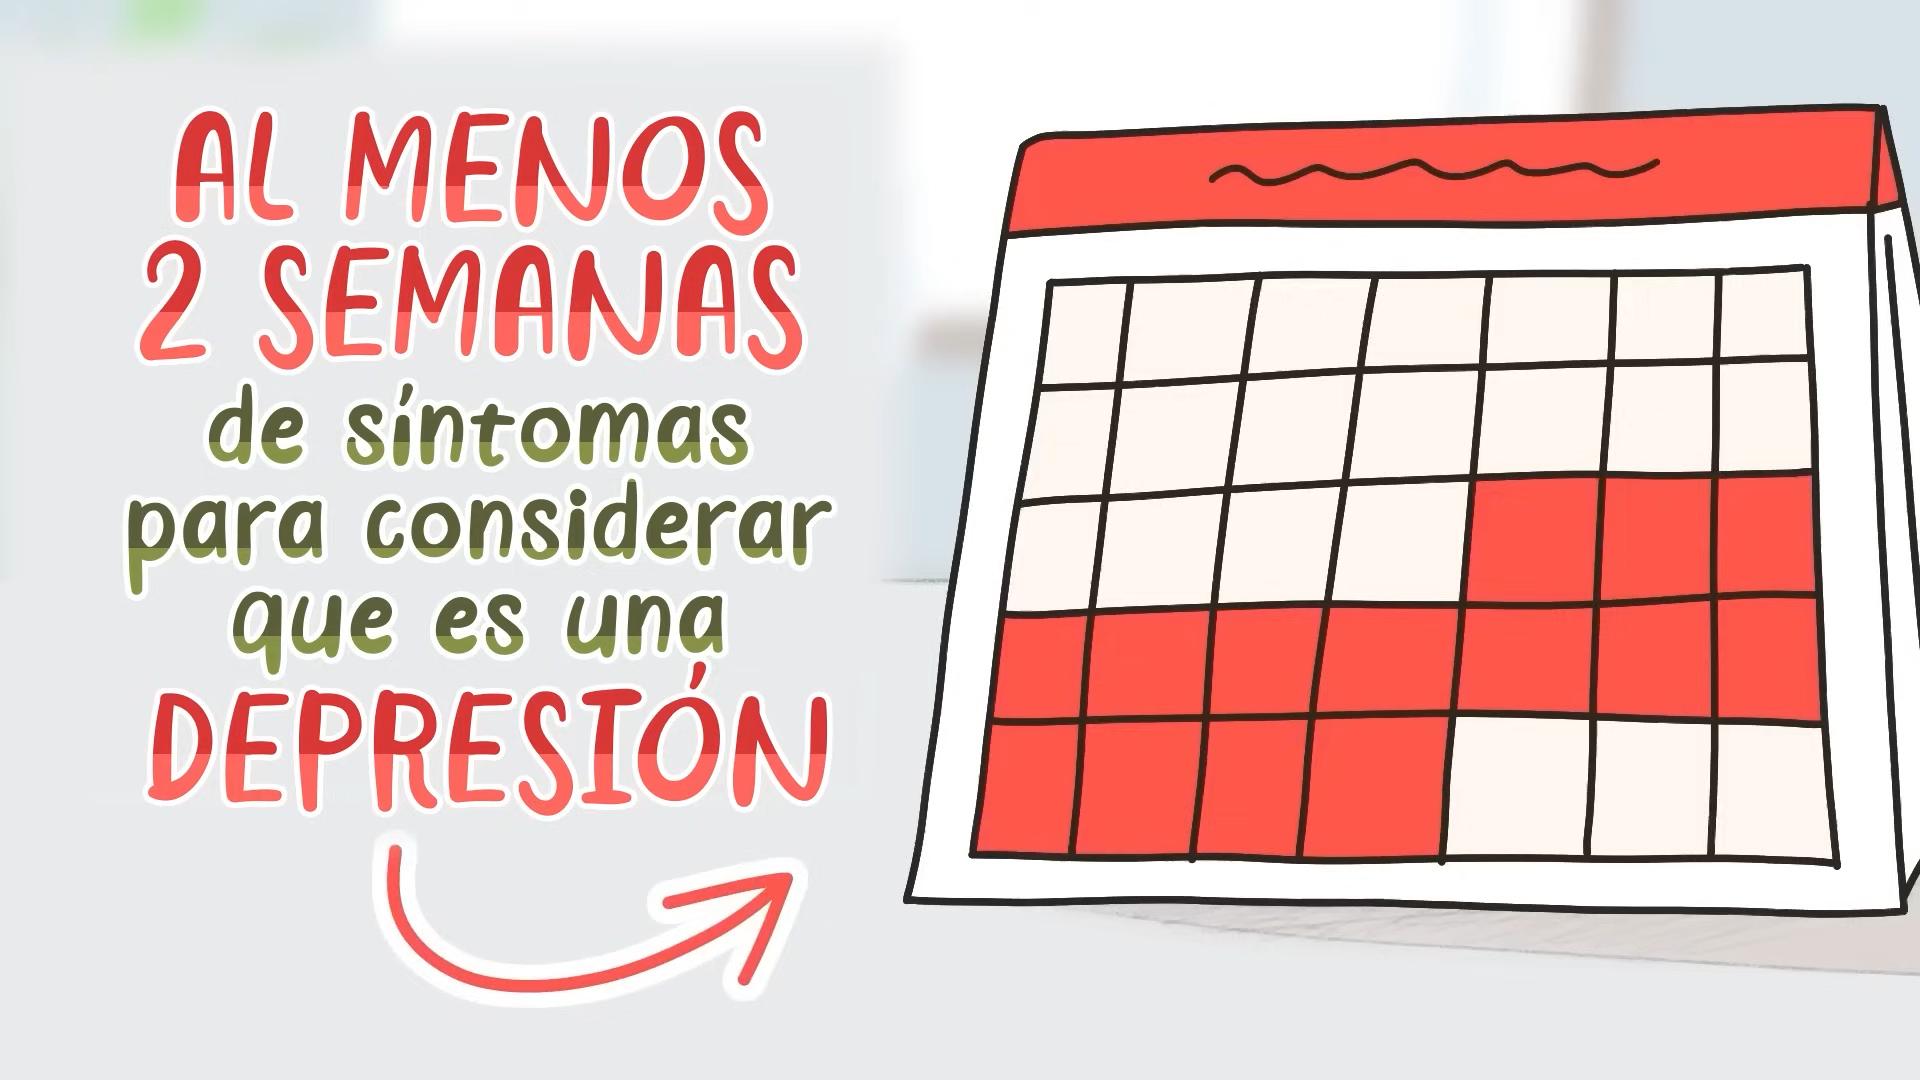 AL MENOS
2 SEMANAS
de síntomas
para considerar
que es una
DEPRESIÓN